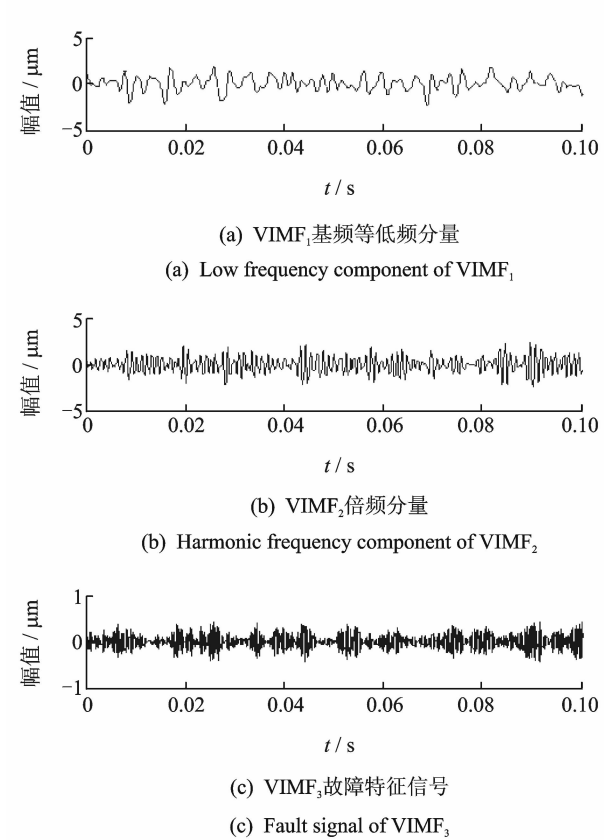 5
0
−5
幅值 / μm
0 0.02 0.04 0.06 0.08 0.10
t / s
(a) VIMF₁基频等低频分量
(a) Low frequency component of VIMF₁
5
0
−5
幅值 / μm
0 0.02 0.04 0.06 0.08 0.10
t / s
(b) VIMF₂倍频分量
(b) Harmonic frequency component of VIMF₂
1
0
−1
幅值 / μm
0 0.02 0.04 0.06 0.08 0.10
t / s
(c) VIMF₃故障特征信号
(c) Fault signal of VIMF₃